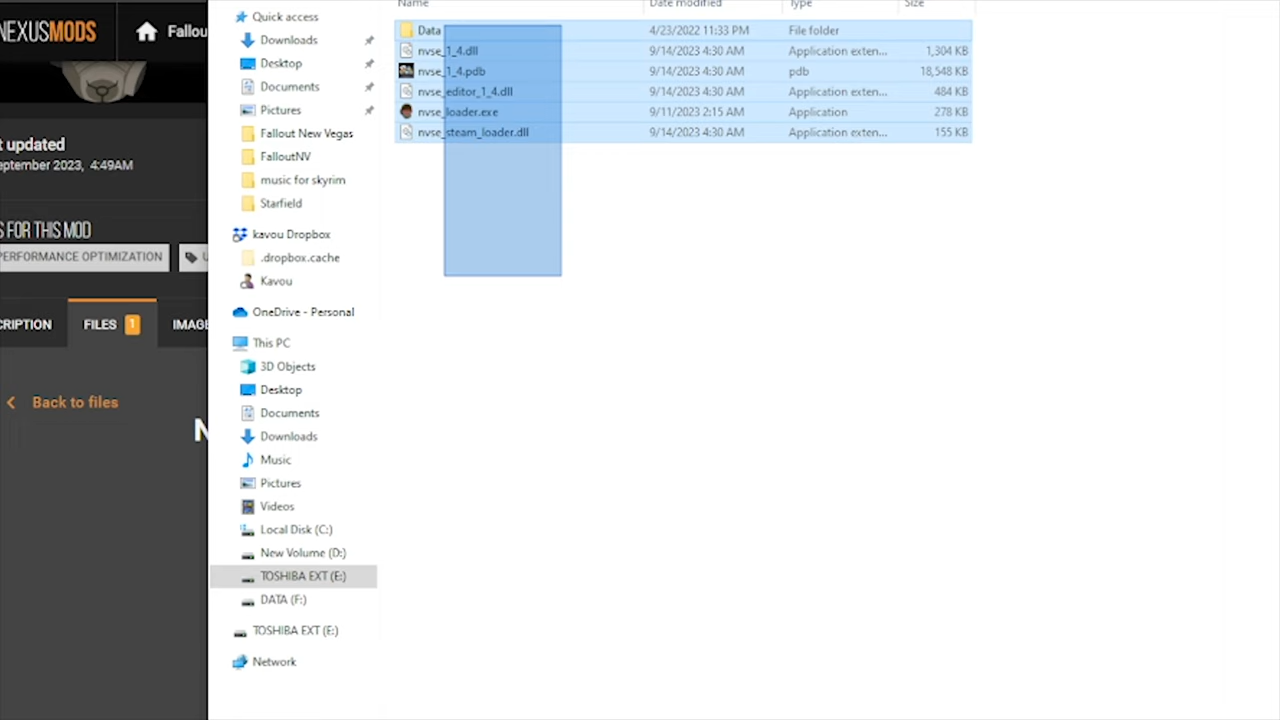 NEXUSMODS
Fallou
t updated
eptember 2023, 4:49AM
S FOR THIS MOD
PERFORMANCE OPTIMIZATION
U
CRIPTION
FILES 1
IMAGE
Back to files
N
Quick access
Downloads
Desktop
Documents
Pictures
Fallout New Vegas
FalloutNV
music for skyrim
Starfield
kavou Dropbox
.dropbox.cache
Kavou
OneDrive - Personal
This PC
3D Objects
Desktop
Documents
Downloads
Music
Pictures
Videos
Local Disk (C:)
New Volume (D:)
TOSHIBA EXT (E:)
DATA (F:)
TOSHIBA EXT (E:)
Network
Name Date modified Type Size
Data 4/23/2022 11:33 PM File folder
nvse_1_4.dll 9/14/2023 4:30 AM Application exten... 1,304 KB
nvse_1_4.pdb 9/14/2023 4:30 AM pdb 18,548 KB
nvse_editor_1_4.dll 9/14/2023 4:30 AM Application exten... 484 KB
nvse_loader.exe 9/11/2023 2:15 AM Application 278 KB
nvse_steam_loader.dll 9/14/2023 4:30 AM Application exten... 155 KB